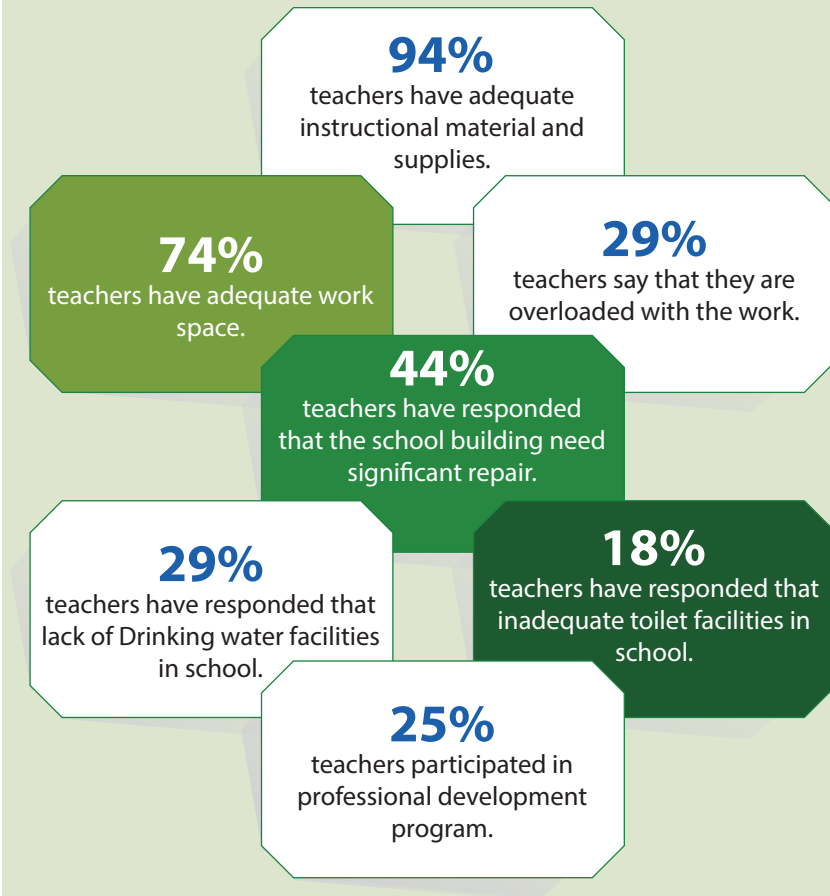 94%
teachers have adequate
instructional material and
supplies.
74%
teachers have adequate work
space.
29%
teachers say that they are
overloaded with the work.
44%
teachers have responded
that the school building need
significant repair.
29%
teachers have responded that
lack of Drinking water facilities
in school.
18%
teachers have responded that
inadequate toilet facilities in
school.
25%
teachers participated in
professional development
program.